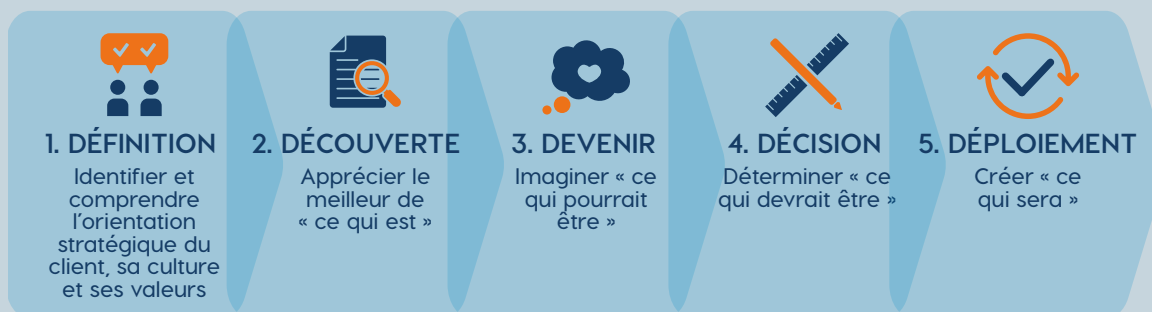 1. DÉFINITION
Identifier et
comprendre
l’orientation
stratégique du
client, sa culture
et ses valeurs
2. DÉCOUVERTE
Apprécier le
meilleur de
« ce qui est »
3. DEVENIR
Imaginer « ce
qui pourrait
être »
4. DÉCISION
Déterminer « ce
qui devrait être »
5. DÉPLOIEMENT
Créer « ce
qui sera »